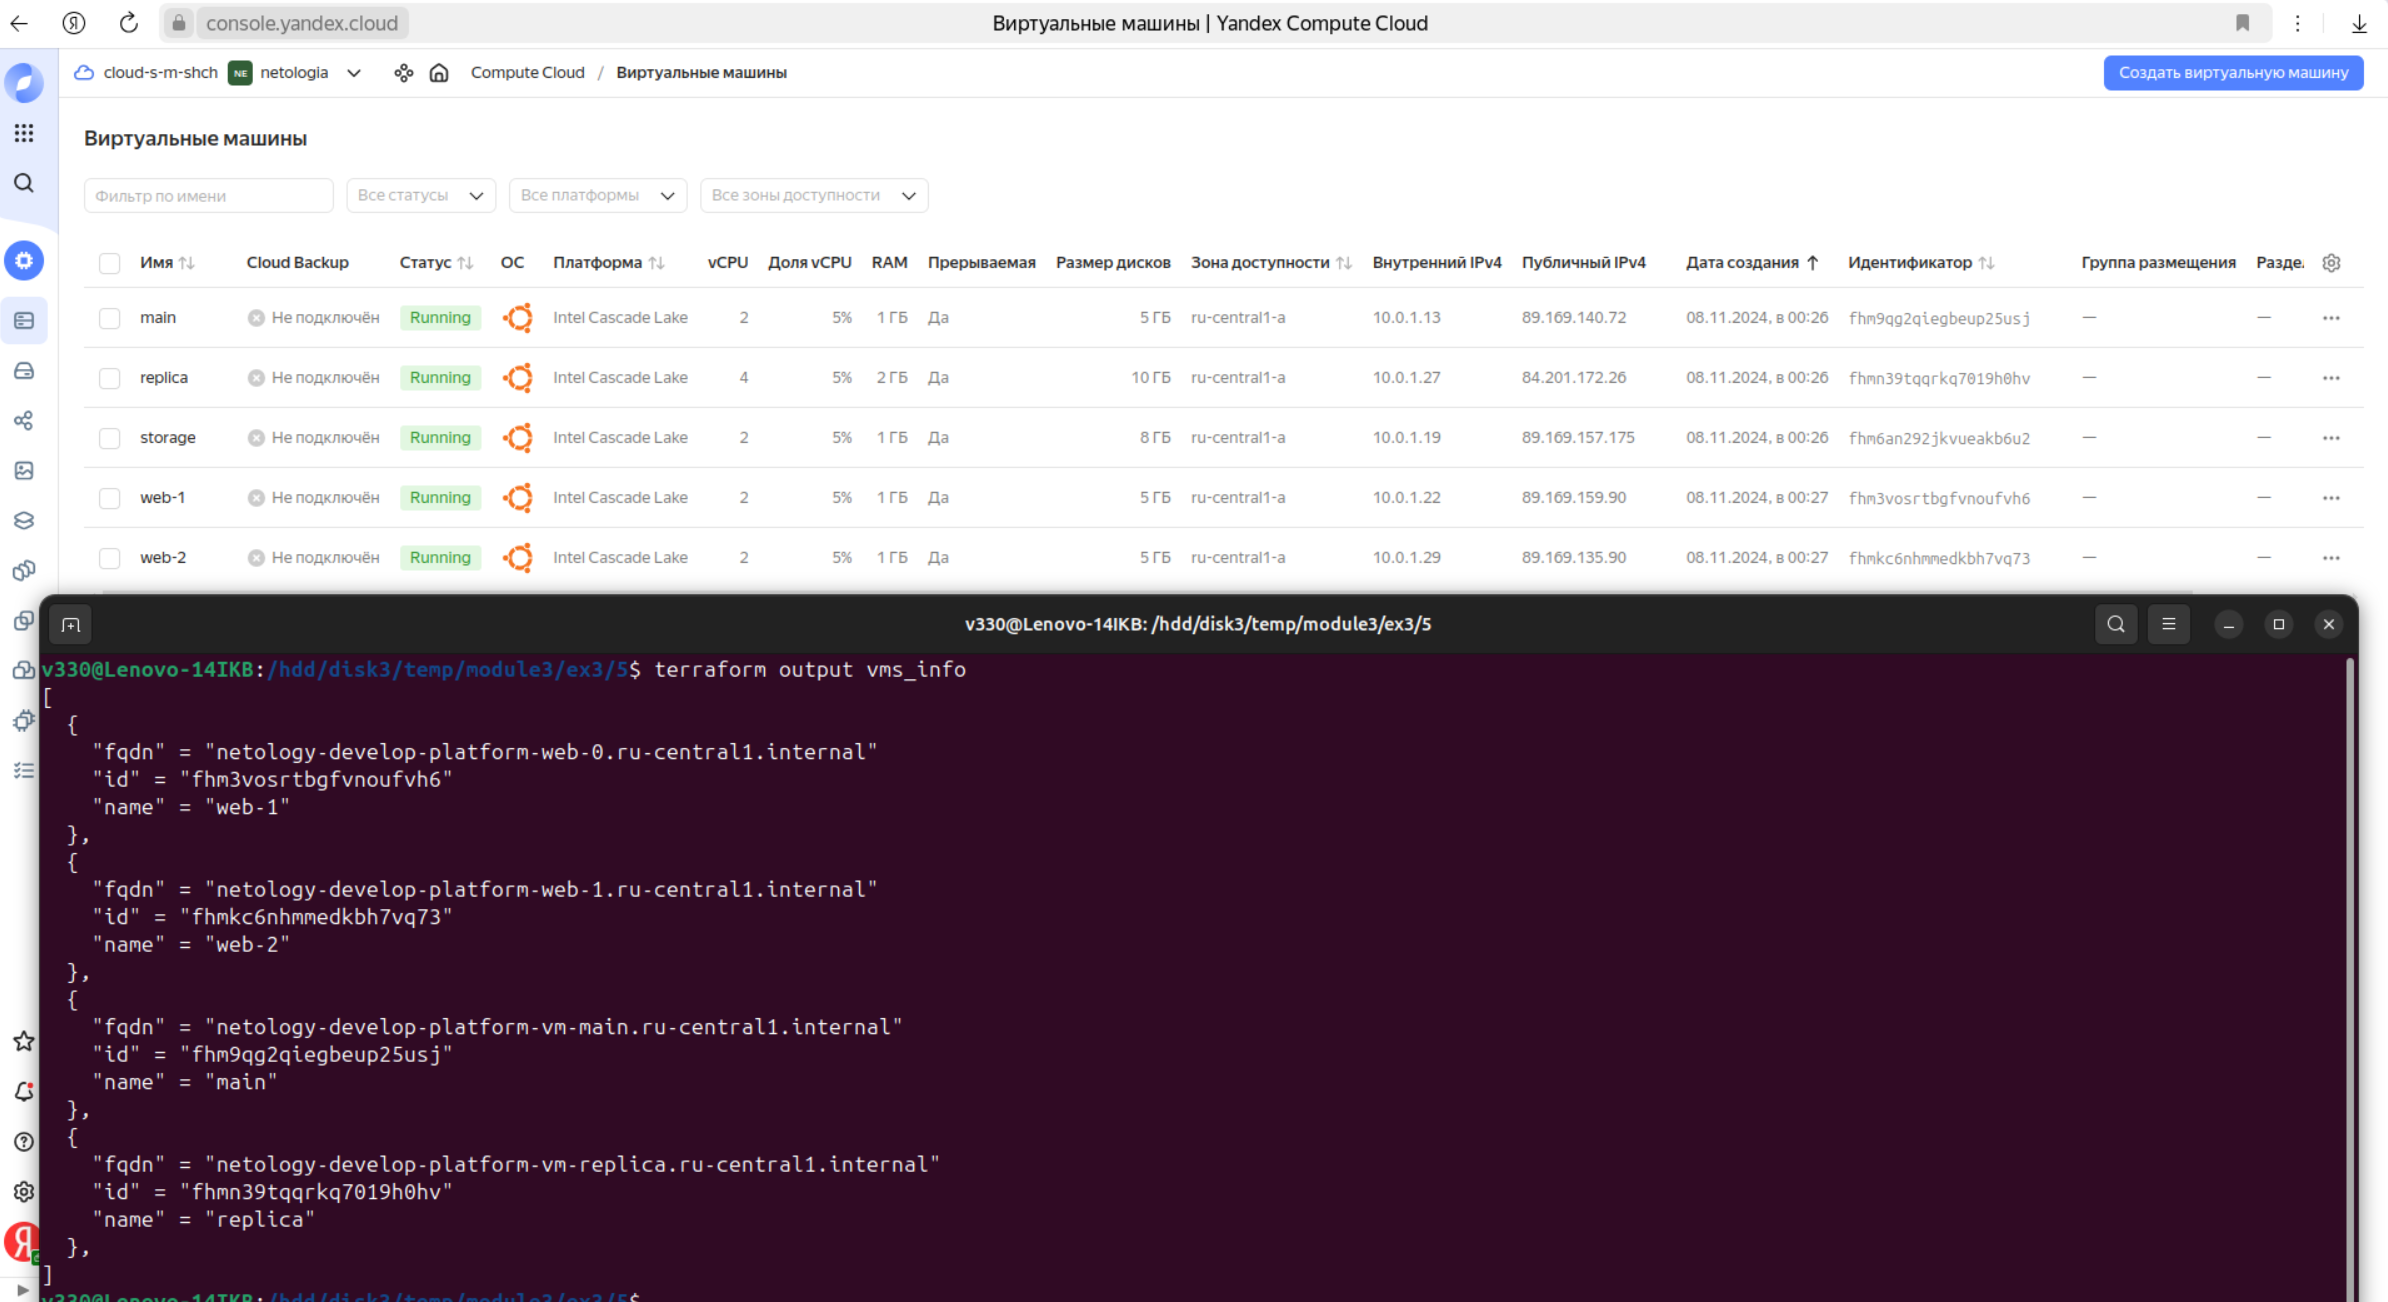 console.yandex.cloud Виртуальные машины | Yandex Compute Cloud
cloud-s-m-shch NE netologia Compute Cloud / Виртуальные машины Создать виртуальную машину
Виртуальные машины
Фильтр по имени Все статусы Все платформы Все зоны доступности
Имя Cloud Backup Статус ОС Платформа vCPU Доля vCPU RAM Прерываемая Размер дисков Зона доступности Внутренний IPv4 Публичный IPv4 Дата создания Идентификатор Группа размещения Разде.
main Не подключён Running Intel Cascade Lake 2 5% 1 ГБ Да 5 ГБ ru-central1-a 10.0.1.13 89.169.140.72 08.11.2024, в 00:26 fhm9qg2qiegbeup25usj — — ···
replica Не подключён Running Intel Cascade Lake 4 5% 2 ГБ Да 10 ГБ ru-central1-a 10.0.1.27 84.201.172.26 08.11.2024, в 00:26 fhmn39tqqrkq7019h0hv — — ···
storage Не подключён Running Intel Cascade Lake 2 5% 1 ГБ Да 8 ГБ ru-central1-a 10.0.1.19 89.169.157.175 08.11.2024, в 00:26 fhm6an292jkvueakb6u2 — — ···
web-1 Не подключён Running Intel Cascade Lake 2 5% 1 ГБ Да 5 ГБ ru-central1-a 10.0.1.22 89.169.159.90 08.11.2024, в 00:27 fhm3vosrtbgfvnoufvh6 — — ···
web-2 Не подключён Running Intel Cascade Lake 2 5% 1 ГБ Да 5 ГБ ru-central1-a 10.0.1.29 89.169.135.90 08.11.2024, в 00:27 fhmkc6nhmmedkbh7vq73 — — ···
v330@Lenovo-14IKB: /hdd/disk3/temp/module3/ex3/5
v330@Lenovo-14IKB:/hdd/disk3/temp/module3/ex3/5$ terraform output vms_info
[
{
"fqdn" = "netology-develop-platform-web-0.ru-central1.internal"
"id" = "fhm3vosrtbgfvnoufvh6"
"name" = "web-1"
},
{
"fqdn" = "netology-develop-platform-web-1.ru-central1.internal"
"id" = "fhmkc6nhmmedkbh7vq73"
"name" = "web-2"
},
{
"fqdn" = "netology-develop-platform-vm-main.ru-central1.internal"
"id" = "fhm9qg2qiegbeup25usj"
"name" = "main"
},
{
"fqdn" = "netology-develop-platform-vm-replica.ru-central1.internal"
"id" = "fhmn39tqqrkq7019h0hv"
"name" = "replica"
},
]
v330@Lenovo-14IKB:/hdd/disk3/temp/module3/ex3/5$